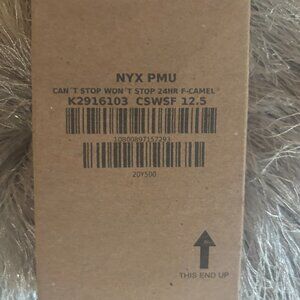 NYX PMU
CAN´T STOP WON´T STOP 24HR F-CAMEL
K2916103 CSWSF 12.5
20Y500
THIS END UP